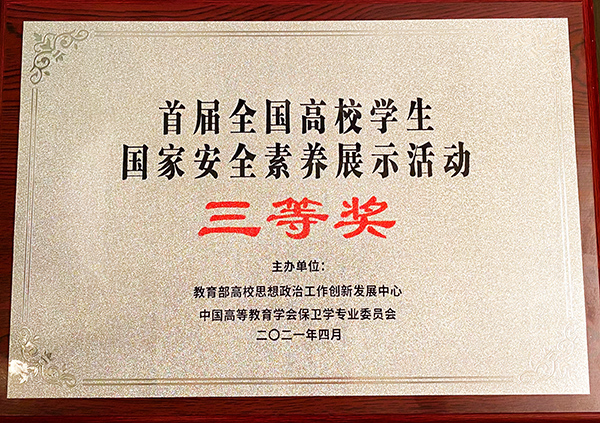 首届全国高校学生
国家安全素养展示活动
三等奖
主办单位：
教育部高校思想政治工作创新发展中心
中国高等教育学会保卫学专业委员会
二〇二一年四月